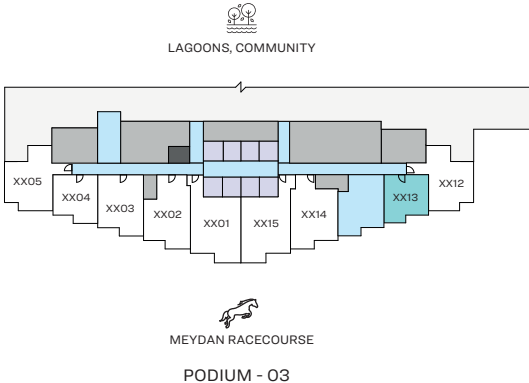 LAGOONS, COMMUNITY
XX05
XX04
XX03
XX02
XX01
XX15
XX14
XX13
XX12
MEYDAN RACECOURSE
PODIUM - 03